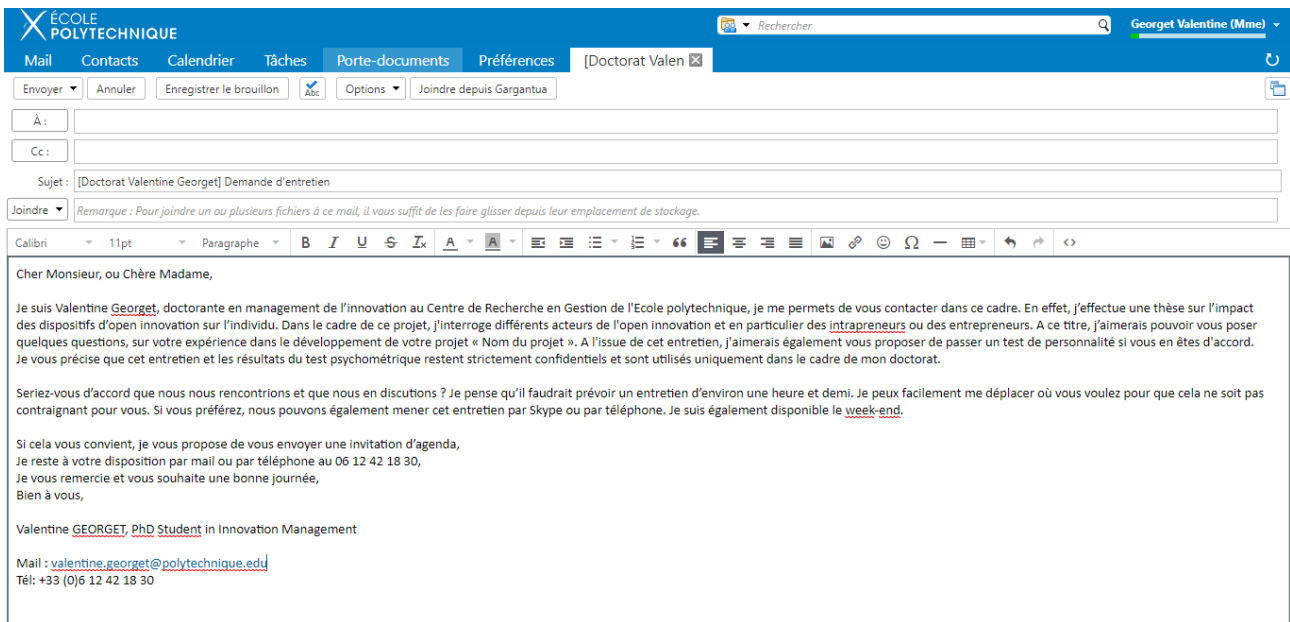 ÉCOLE
POLYTECHNIQUE
Rechercher
Georget Valentine (Mme)
Mail Contacts Calendrier Tâches Porte-documents Préférences [Doctorat Valen
Envoyer Annuler Enregistrer le brouillon Abc Options Joindre depuis Gargantua
À :
Cc :
Sujet : [Doctorat Valentine Georget] Demande d'entretien
Joindre Remarque : Pour joindre un ou plusieurs fichiers à ce mail, il vous suffit de les faire glisser depuis leur emplacement de stockage.
Calibri 11pt Paragraphe B I U S Tx A A Ω
Cher Monsieur, ou Chère Madame,
Je suis Valentine Georget, doctorante en management de l'innovation au Centre de Recherche en Gestion de l'Ecole polytechnique, je me permets de vous contacter dans ce cadre. En effet, j'effectue une thèse sur l'impact
des dispositifs d'open innovation sur l'individu. Dans le cadre de ce projet, j'interroge différents acteurs de l'open innovation et en particulier des intrapreneurs ou des entrepreneurs. A ce titre, j'aimerais pouvoir vous poser
quelques questions, sur votre expérience dans le développement de votre projet « Nom du projet ». A l'issue de cet entretien, j'aimerais également vous proposer de passer un test de personnalité si vous en êtes d'accord.
Je vous précise que cet entretien et les résultats du test psychométrique restent strictement confidentiels et sont utilisés uniquement dans le cadre de mon doctorat.
Seriez-vous d'accord que nous nous rencontrions et que nous en discutions ? Je pense qu'il faudrait prévoir un entretien d'environ une heure et demi. Je peux facilement me déplacer où vous voulez pour que cela ne soit pas
contraignant pour vous. Si vous préférez, nous pouvons également mener cet entretien par Skype ou par téléphone. Je suis également disponible le week-end.
Si cela vous convient, je vous propose de vous envoyer une invitation d'agenda,
Je reste à votre disposition par mail ou par téléphone au 06 12 42 18 30,
Je vous remercie et vous souhaite une bonne journée,
Bien à vous,
Valentine GEORGET, PhD Student in Innovation Management
Mail : valentine.georget@polytechnique.edu
Tél: +33 (0)6 12 42 18 30